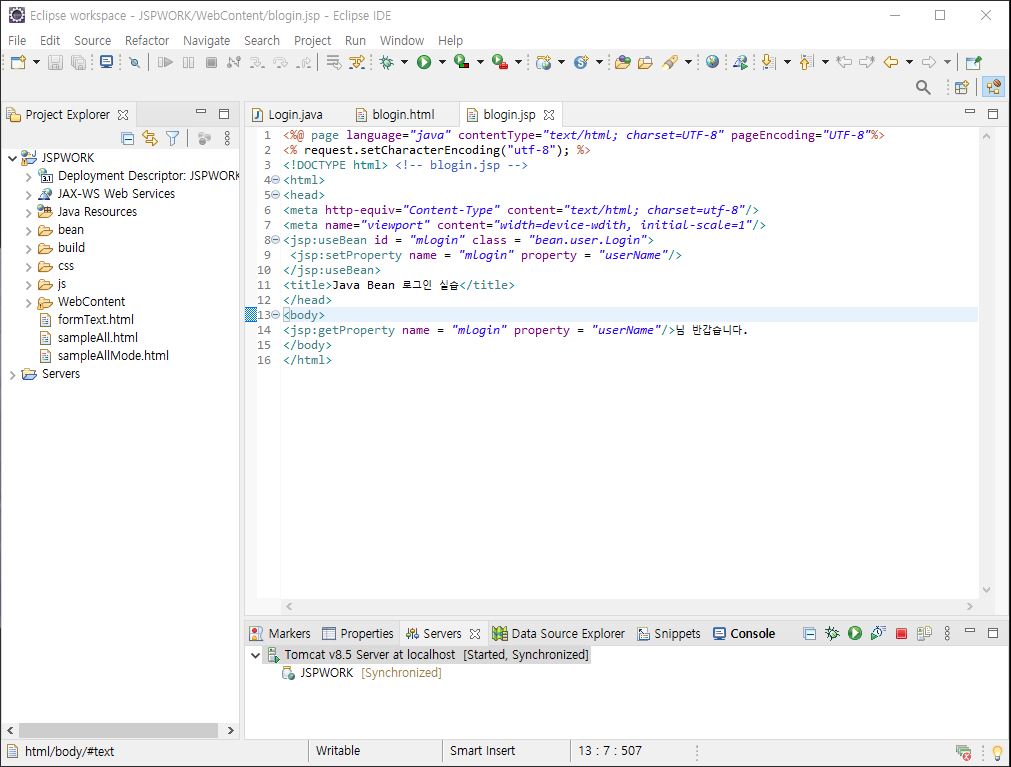 Eclipse workspace - JSPWORK/WebContent/blogin.jsp - Eclipse IDE
File Edit Source Refactor Navigate Search Project Run Window Help
Project Explorer
JSPWORK
Deployment Descriptor: JSPWORK
JAX-WS Web Services
Java Resources
bean
build
css
js
WebContent
formText.html
sampleAll.html
sampleAllMode.html
Servers
Login.java blogin.html blogin.jsp
1 <%@ page language="java" contentType="text/html; charset=UTF-8" pageEncoding="UTF-8"%>
2 <% request.setCharacterEncoding("utf-8"); %>
3 <!DOCTYPE html> <!-- blogin.jsp -->
4 <html>
5 <head>
6 <meta http-equiv="Content-Type" content="text/html; charset=utf-8"/>
7 <meta name="viewport" content="width=device-wdith, initial-scale=1"/>
8 <jsp:useBean id = "mlogin" class = "bean.user.Login">
9 <jsp:setProperty name = "mlogin" property = "userName"/>
10 </jsp:useBean>
11 <title>Java Bean 로그인 실습</title>
12 </head>
13 <body>
14 <jsp:getProperty name = "mlogin" property = "userName"/>님 반갑습니다.
15 </body>
16 </html>
Markers Properties Servers Data Source Explorer Snippets Console
Tomcat v8.5 Server at localhost [Started, Synchronized]
JSPWORK [Synchronized]
html/body/#text Writable Smart Insert 13 : 7 : 507